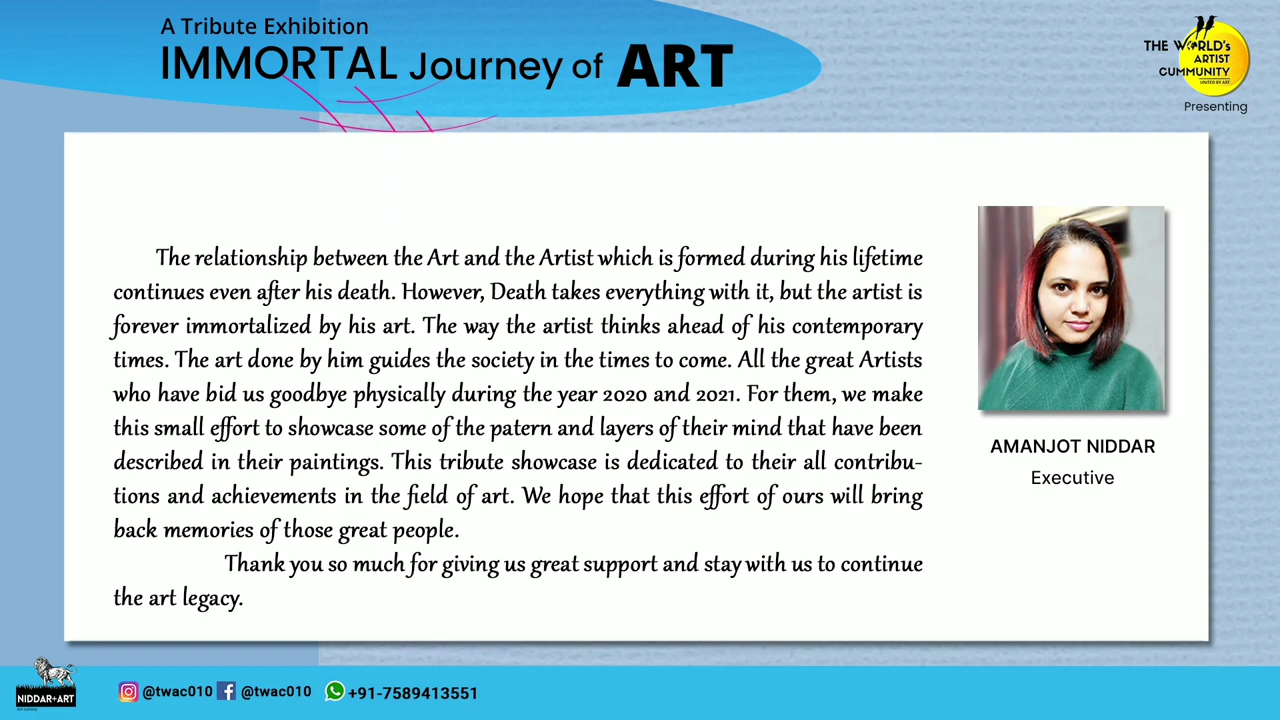 A Tribute Exhibition
IMMORTAL Journey of ART
THE WORLD's
ARTIST
CUMMUNITY
UNITED BY ART
Presenting
The relationship between the Art and the Artist which is formed during his lifetime
continues even after his death. However, Death takes everything with it, but the artist is
forever immortalized by his art. The way the artist thinks ahead of his contemporary
times. The art done by him guides the society in the times to come. All the great Artists
who have bid us goodbye physically during the year 2020 and 2021. For them, we make
this small effort to showcase some of the patern and layers of their mind that have been
described in their paintings. This tribute showcase is dedicated to their all contribu-
tions and achievements in the field of art. We hope that this effort of ours will bring
back memories of those great people.
Thank you so much for giving us great support and stay with us to continue
the art legacy.
AMANJOT NIDDAR
Executive
NIDDAR+ART
@twac010 @twac010 +91-7589413551